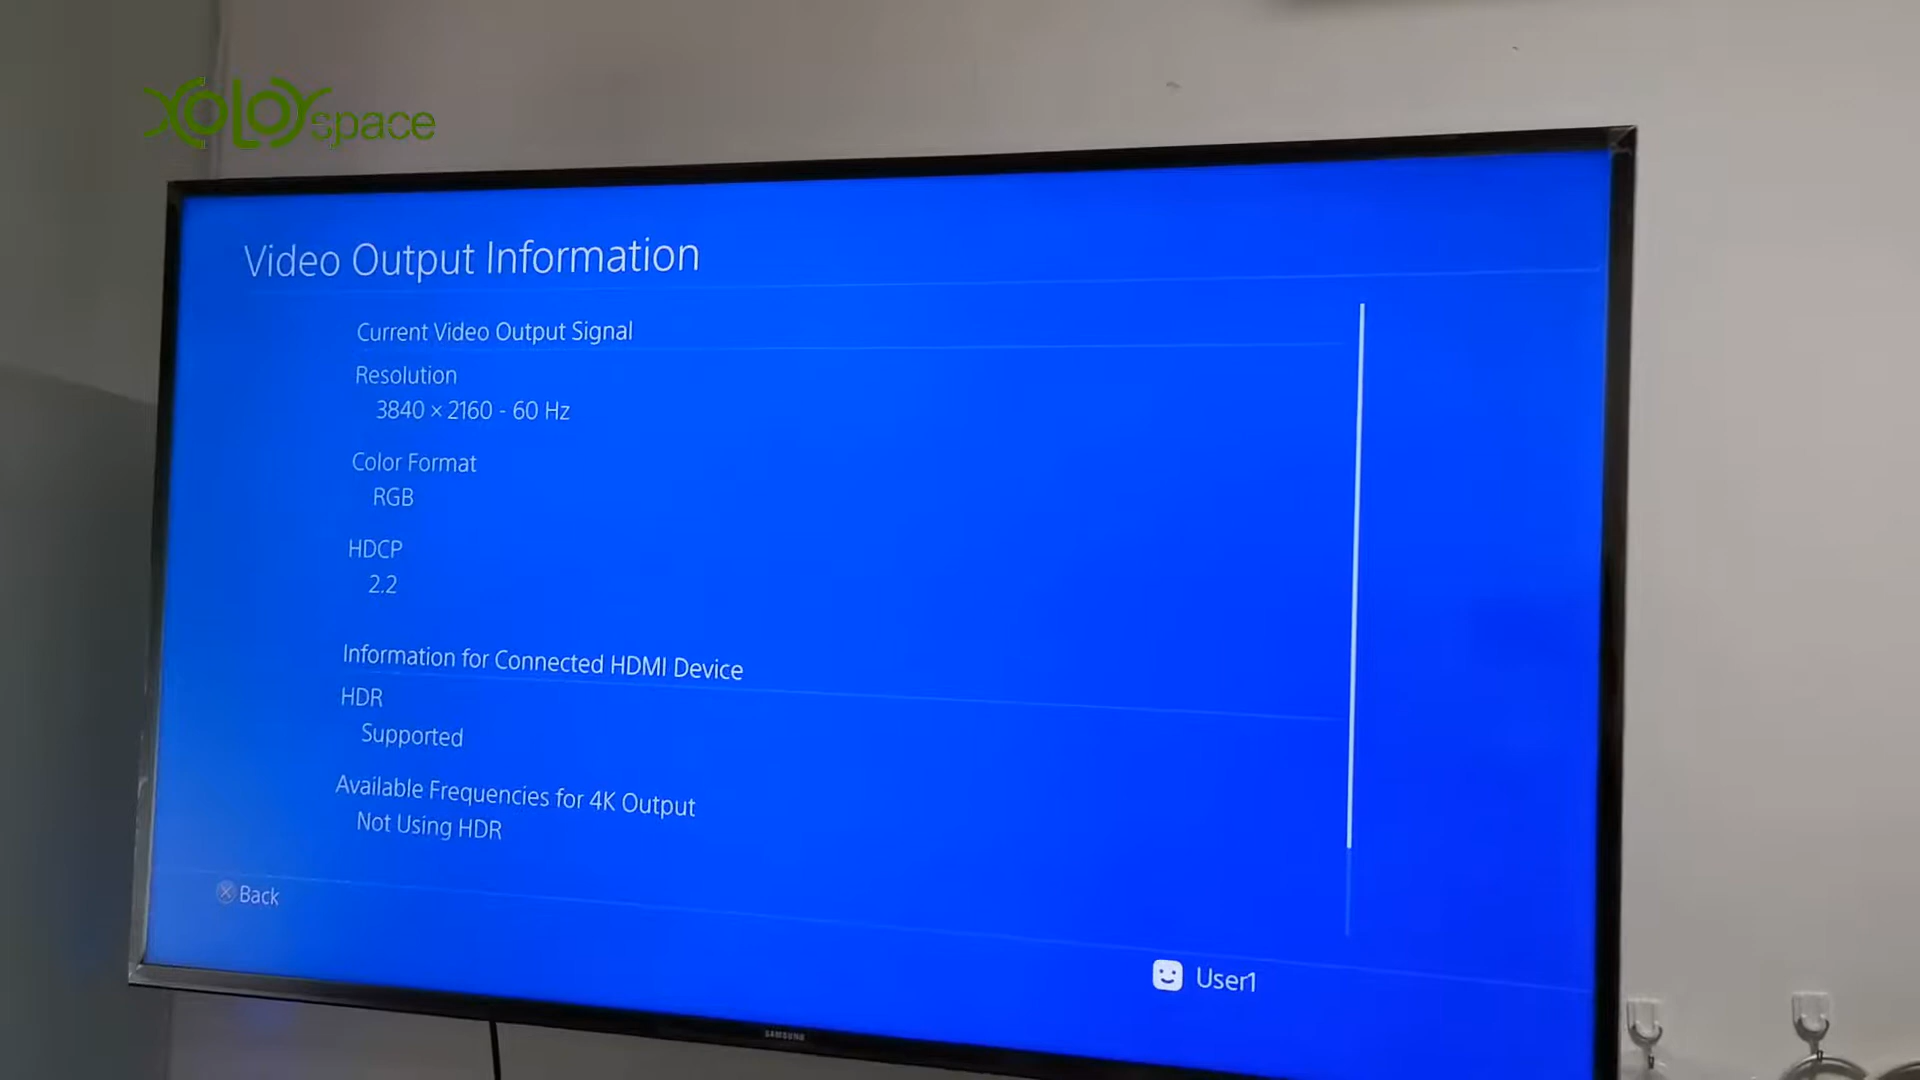 XOLOYspace
Video Output Information
Current Video Output Signal
Resolution
3840 × 2160 - 60 Hz
Color Format
RGB
HDCP
2.2
Information for Connected HDMI Device
HDR
Supported
Available Frequencies for 4K Output
Not Using HDR
Back
User1
SAMSUNG